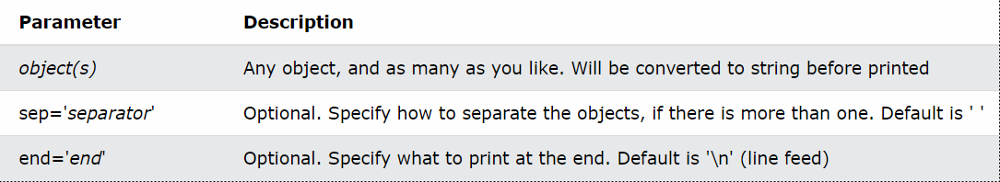 Parameter Description
object(s) Any object, and as many as you like. Will be converted to string before printed
sep='separator' Optional. Specify how to separate the objects, if there is more than one. Default is ' '
end='end' Optional. Specify what to print at the end. Default is '\n' (line feed)